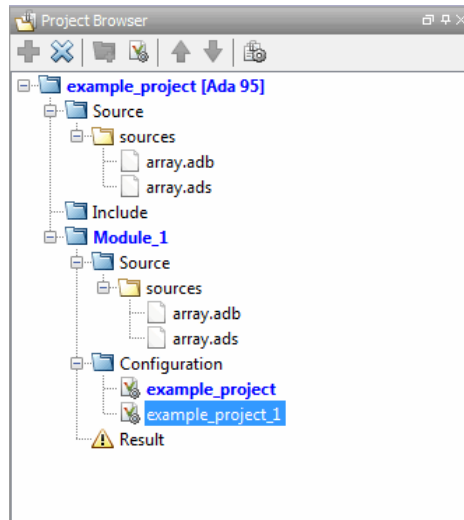 Project Browser
example_project [Ada 95]
Source
sources
array.adb
array.ads
Include
Module_1
Source
sources
array.adb
array.ads
Configuration
example_project
example_project_1
Result